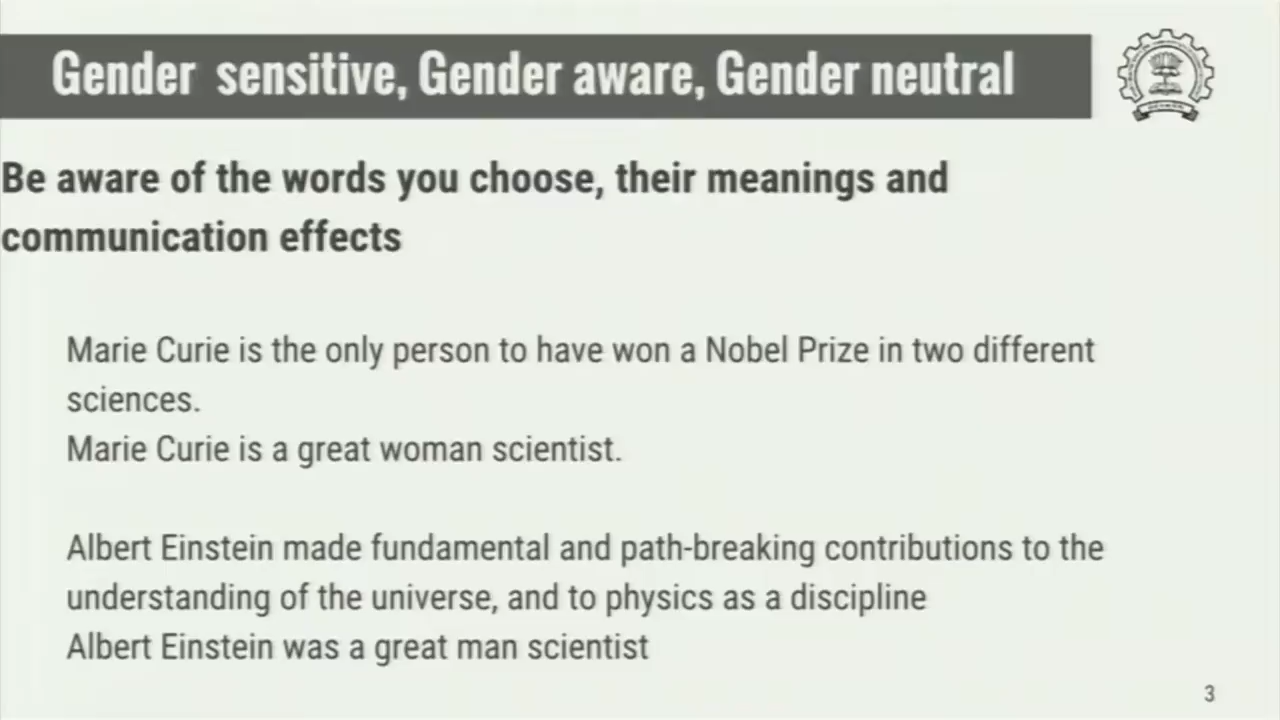 Gender sensitive, Gender aware, Gender neutral
Be aware of the words you choose, their meanings and
communication effects
Marie Curie is the only person to have won a Nobel Prize in two different
sciences.
Marie Curie is a great woman scientist.
Albert Einstein made fundamental and path-breaking contributions to the
understanding of the universe, and to physics as a discipline
Albert Einstein was a great man scientist
3